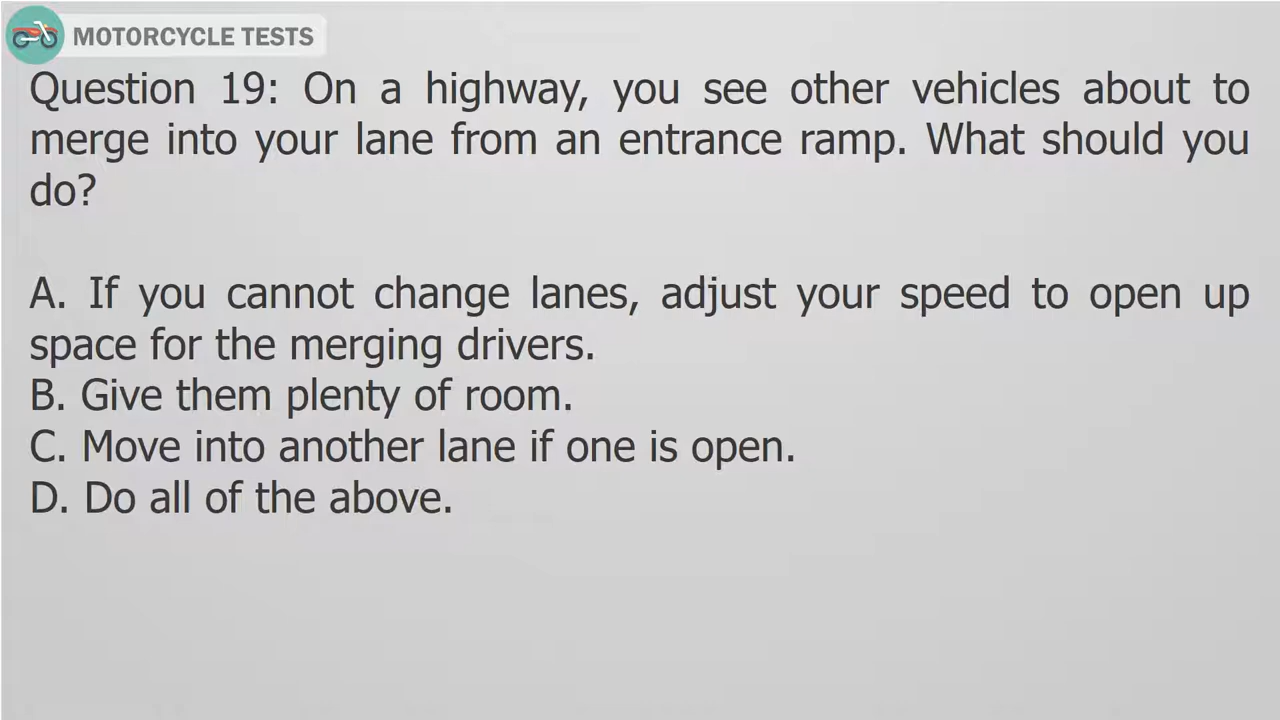 MOTORCYCLE TESTS
Question 19: On a highway, you see other vehicles about to
merge into your lane from an entrance ramp. What should you
do?
A. If you cannot change lanes, adjust your speed to open up
space for the merging drivers.
B. Give them plenty of room.
C. Move into another lane if one is open.
D. Do all of the above.